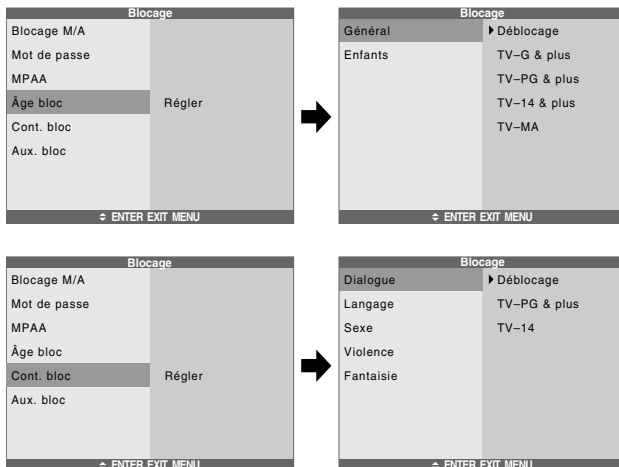 Blocage
Blocage M/A
Mot de passe
MPAA
Âge bloc Régler
Cont. bloc
Aux. bloc
ENTER EXIT MENU
Blocage
Général Déblocage
Enfants TV–G & plus
TV–PG & plus
TV–14 & plus
TV–MA
ENTER EXIT MENU
Blocage
Blocage M/A
Mot de passe
MPAA
Âge bloc
Cont. bloc Régler
Aux. bloc
ENTER EXIT MENU
Blocage
Dialogue Déblocage
Langage TV–PG & plus
Sexe TV–14
Violence
Fantaisie
ENTER EXIT MENU